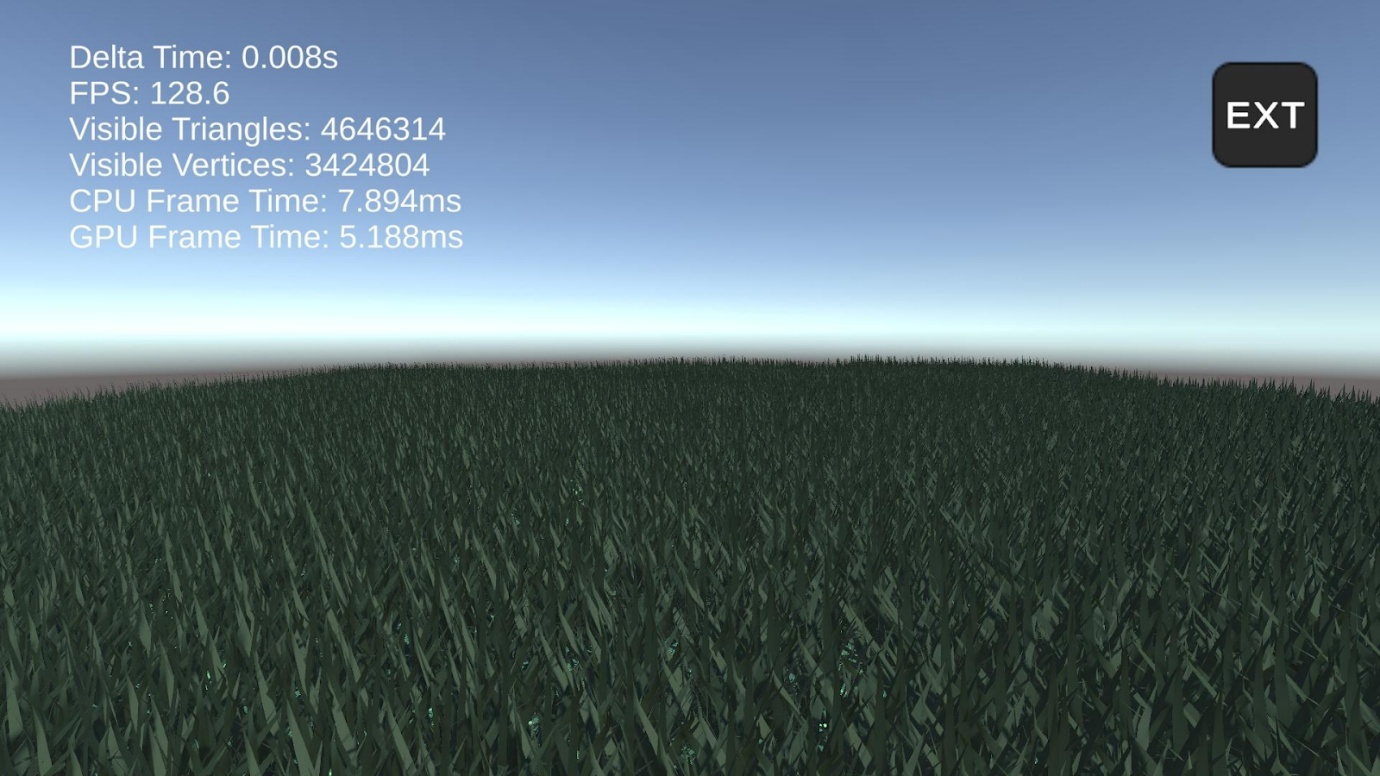 Delta Time: 0.008s
FPS: 128.6
Visible Triangles: 4646314
Visible Vertices: 3424804
CPU Frame Time: 7.894ms
GPU Frame Time: 5.188ms
EXT